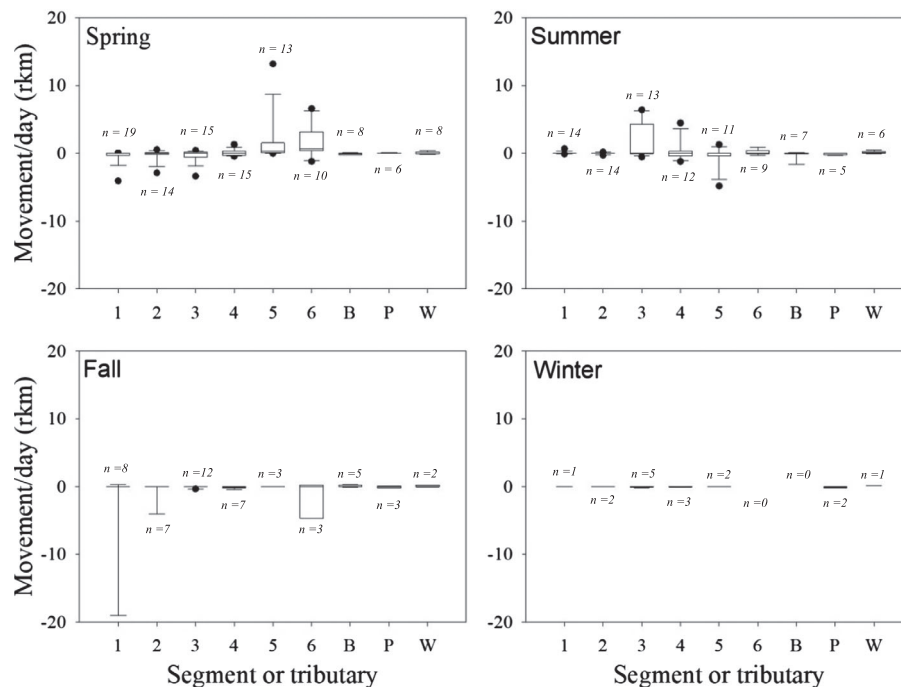 20
10
0
-10
-20
Movement/day (rkm)
Spring
n = 19
n = 14
n = 15
n = 15
n = 13
n = 10
n = 8
n = 6
n = 8
1 2 3 4 5 6 B P W
20
10
0
-10
-20
Summer
n = 14
n = 14
n = 13
n = 12
n = 11
n = 9
n = 7
n = 5
n = 6
1 2 3 4 5 6 B P W
20
10
0
-10
-20
Movement/day (rkm)
Fall
n =8
n =7
n =12
n =7
n =3
n =3
n =5
n =3
n =2
1 2 3 4 5 6 B P W
Segment or tributary
20
10
0
-10
-20
Winter
n =1
n =2
n =5
n =3
n =2
n =0
n =0
n =2
n =1
1 2 3 4 5 6 B P W
Segment or tributary